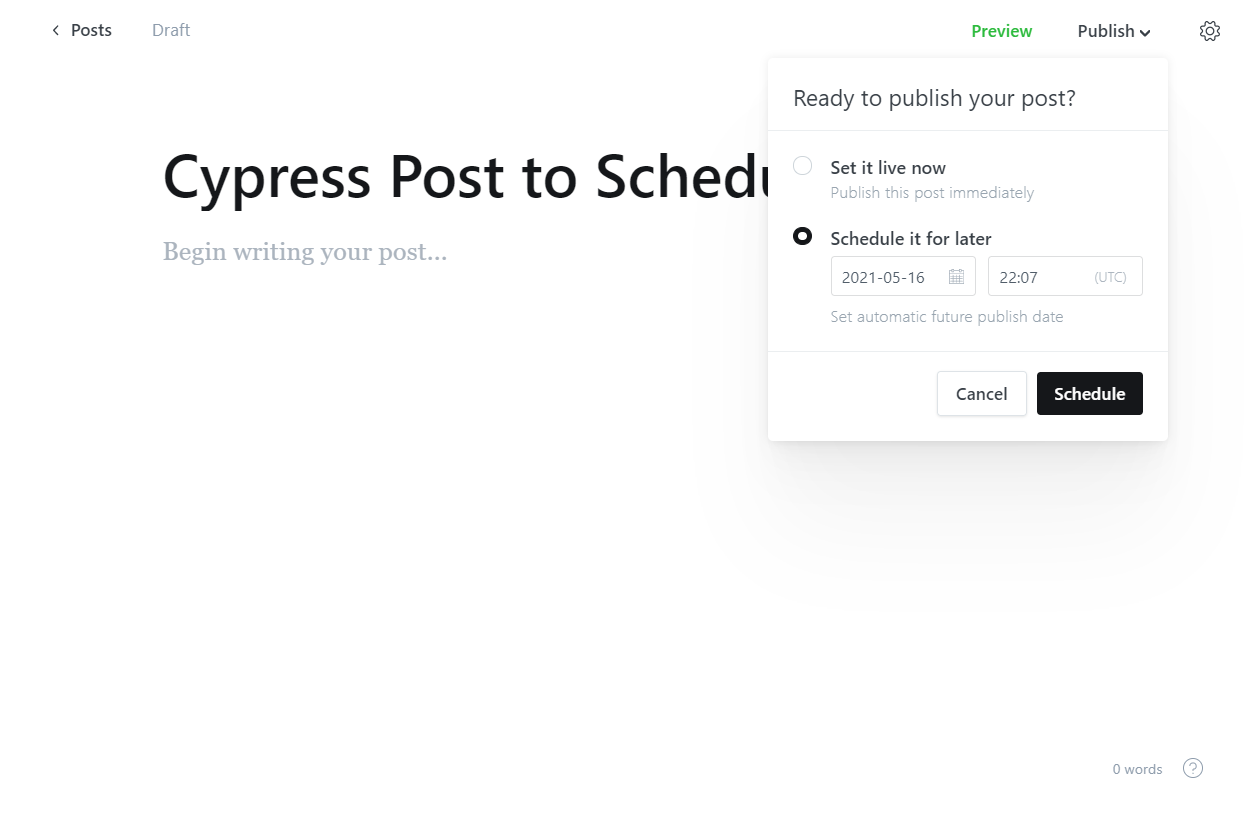 Posts
Draft
Preview
Publish
Ready to publish your post?
Cypress Post to
Set it live now
Publish this post immediately
Begin writing your post...
Schedule it for later
2021-05-16
22:07
(UTC)
Set automatic future publish date
Cancel
Schedule
0 words
?